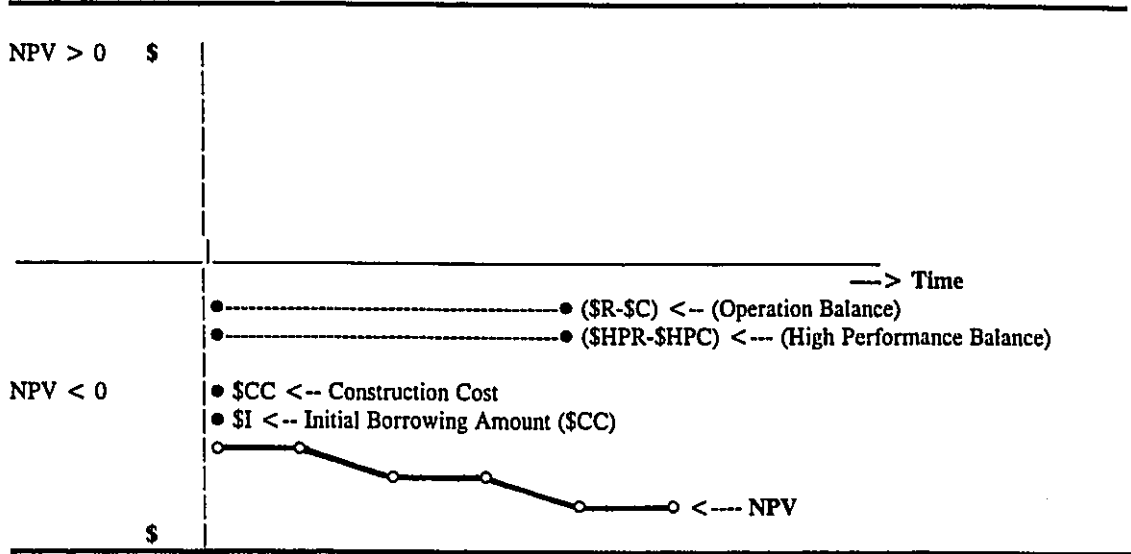 NPV > 0 $
—> Time
($R-$C) <-- (Operation Balance)
($HPR-$HPC) <--- (High Performance Balance)
NPV < 0
$CC <-- Construction Cost
$I <-- Initial Borrowing Amount ($CC)
<---- NPV
$